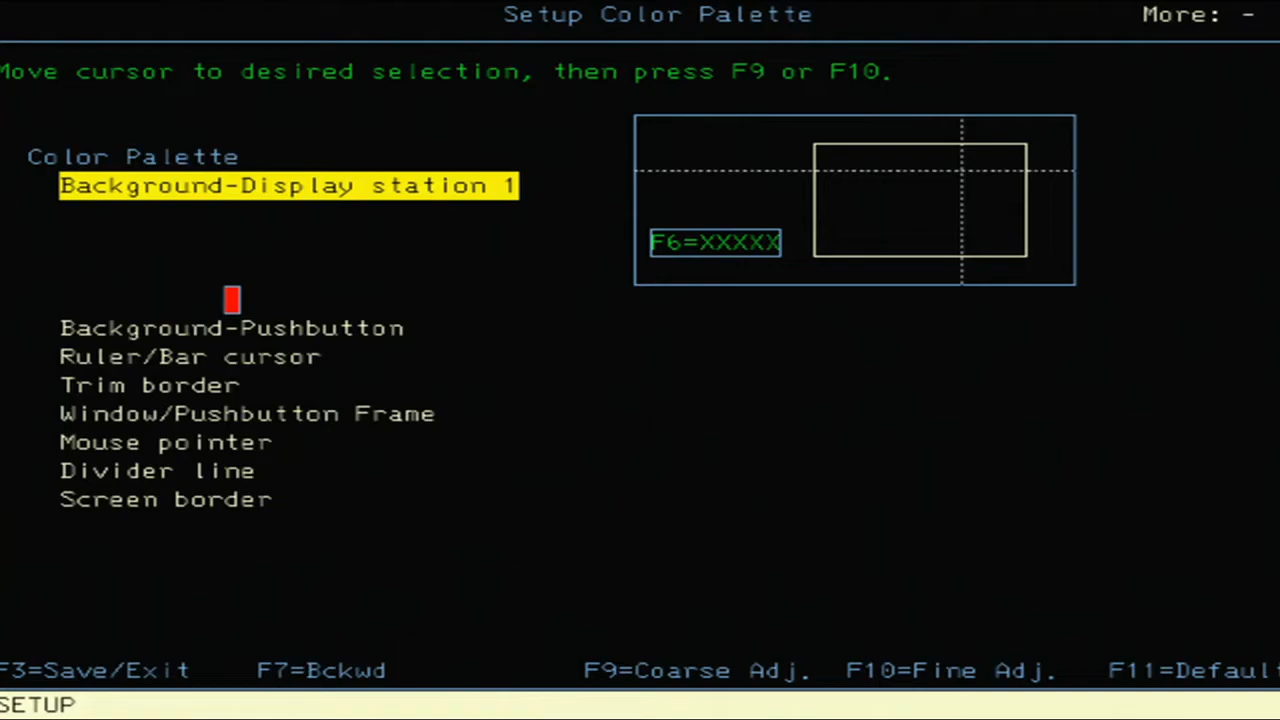 Setup Color Palette More: -
Move cursor to desired selection, then press F9 or F10.
Color Palette
Background-Display station 1
F6=XXXXX
Background-Pushbutton
Ruler/Bar cursor
Trim border
Window/Pushbutton Frame
Mouse pointer
Divider line
Screen border
F3=Save/Exit F7=Bckwd F9=Coarse Adj. F10=Fine Adj. F11=Default
SETUP